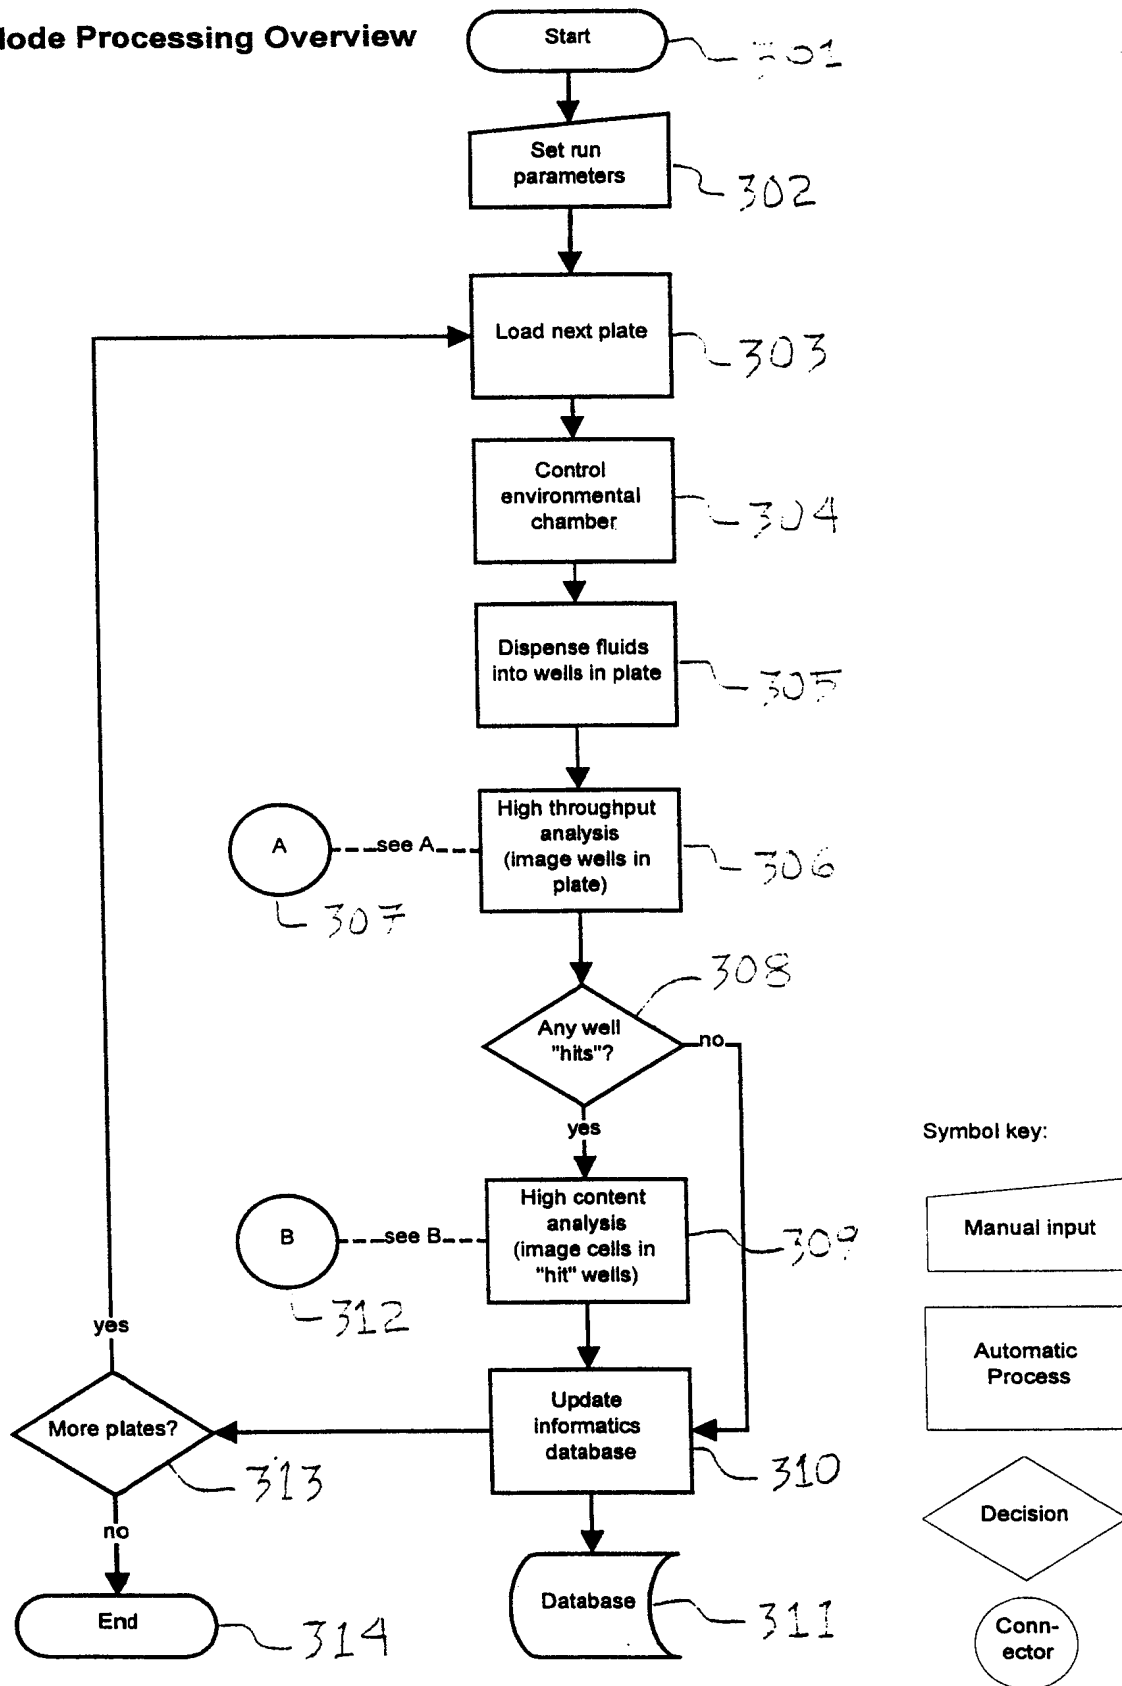 ode Processing Overview
Start
301
Set run
parameters
302
Load next plate
303
Control
environmental
chamber
304
Dispense fluids
into wells in plate
305
High throughput
analysis
(image wells in
plate)
306
A
see A
307
308
Any well
"hits"?
no
yes
High content
analysis
(image cells in
"hit" wells)
309
B
see B
312
yes
Update
informatics
database
310
More plates?
313
no
End
314
Database
311
Symbol key:
Manual input
Automatic
Process
Decision
Conn-
ector